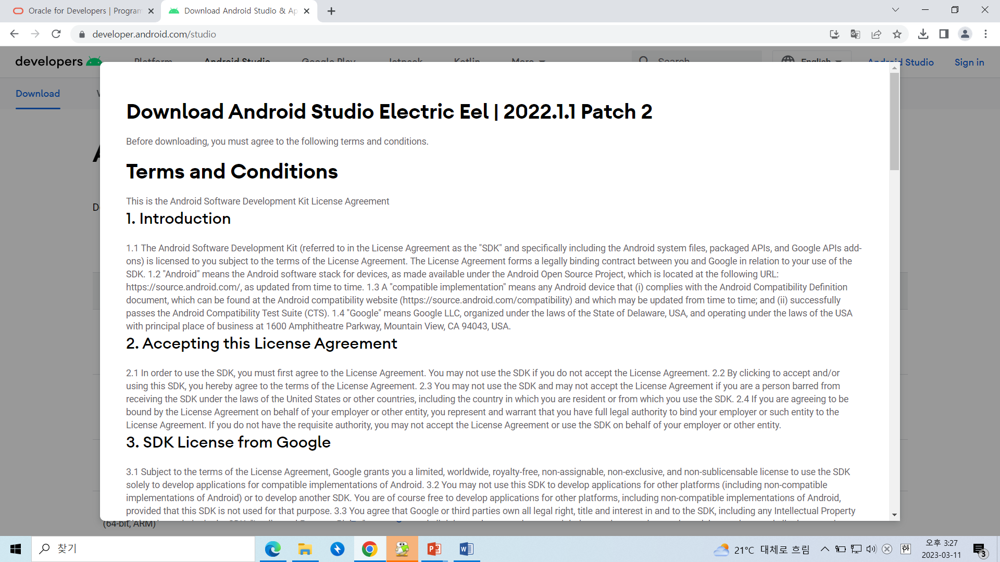 Oracle for Developers | Program
Download Android Studio & Ap
developer.android.com/studio
developers
Platform
Android Studio
Google Play
Jetpack
Kotlin
More
Search
English
Android Studio
Sign in
Download
Download Android Studio Electric Eel | 2022.1.1 Patch 2
Before downloading, you must agree to the following terms and conditions.
Terms and Conditions
This is the Android Software Development Kit License Agreement
1. Introduction
1.1 The Android Software Development Kit (referred to in the License Agreement as the "SDK" and specifically including the Android system files, packaged APIs, and Google APIs add-
ons) is licensed to you subject to the terms of the License Agreement. The License Agreement forms a legally binding contract between you and Google in relation to your use of the
SDK. 1.2 "Android" means the Android software stack for devices, as made available under the Android Open Source Project, which is located at the following URL:
https://source.android.com/, as updated from time to time. 1.3 A "compatible implementation" means any Android device that (i) complies with the Android Compatibility Definition
document, which can be found at the Android compatibility website (https://source.android.com/compatibility) and which may be updated from time to time; and (ii) successfully
passes the Android Compatibility Test Suite (CTS). 1.4 "Google" means Google LLC, organized under the laws of the State of Delaware, USA, and operating under the laws of the USA
with principal place of business at 1600 Amphitheatre Parkway, Mountain View, CA 94043, USA.
2. Accepting this License Agreement
2.1 In order to use the SDK, you must first agree to the License Agreement. You may not use the SDK if you do not accept the License Agreement. 2.2 By clicking to accept and/or
using this SDK, you hereby agree to the terms of the License Agreement. 2.3 You may not use the SDK and may not accept the License Agreement if you are a person barred from
receiving the SDK under the laws of the United States or other countries, including the country in which you are resident or from which you use the SDK. 2.4 If you are agreeing to be
bound by the License Agreement on behalf of your employer or other entity, you represent and warrant that you have full legal authority to bind your employer or such entity to the
License Agreement. If you do not have the requisite authority, you may not accept the License Agreement or use the SDK on behalf of your employer or other entity.
3. SDK License from Google
3.1 Subject to the terms of the License Agreement, Google grants you a limited, worldwide, royalty-free, non-assignable, non-exclusive, and non-sublicensable license to use the SDK
solely to develop applications for compatible implementations of Android. 3.2 You may not use this SDK to develop applications for other platforms (including non-compatible
implementations of Android) or to develop another SDK. You are of course free to develop applications for other platforms, including non-compatible implementations of Android,
provided that this SDK is not used for that purpose. 3.3 You agree that Google or third parties own all legal right, title and interest in and to the SDK, including any Intellectual Property
(64-bit, ARM)
찾기
21°C 대체로 흐림
한
오후 3:27
2023-03-11
3